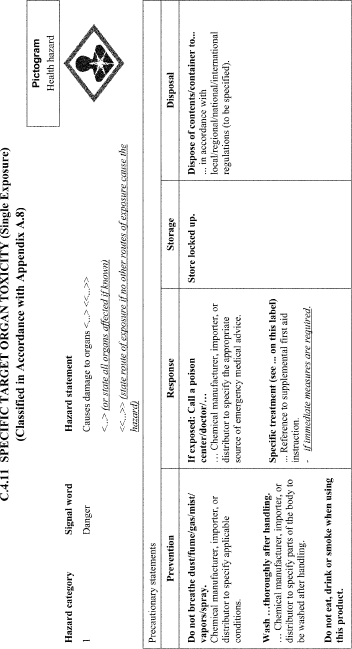 C.4.11 SPECIFIC TARGET ORGAN TOXICITY (Single Exposure)
(Classified in Accordance with Appendix A.8)
Pictogram
Health hazard
Hazard category
Signal word
Hazard statement
1
Danger
Causes damage to organs <...> <<...>>
<...> (or state all organs affected if known)
<<...>> (state route of exposure if no other routes of exposure cause the
hazard)
Precautionary statements
Prevention
Response
Storage
Disposal
Do not breathe dust/fume/gas/mist/
vapors/spray.
Chemical manufacturer, importer, or
distributor to specify applicable
conditions.
Wash ...thoroughly after handling.
... Chemical manufacturer, importer, or
distributor to specify parts of the body to
be washed after handling.
Do not eat, drink or smoke when using
this product.
If exposed: Call a poison
center/doctor/...
... Chemical manufacturer, importer, or
distributor to specify the appropriate
source of emergency medical advice.
Specific treatment (see ... on this label)
... Reference to supplemental first aid
instruction.
- if immediate measures are required.
Store locked up.
Dispose of contents/container to...
... in accordance with
local/regional/national/international
regulations (to be specified).